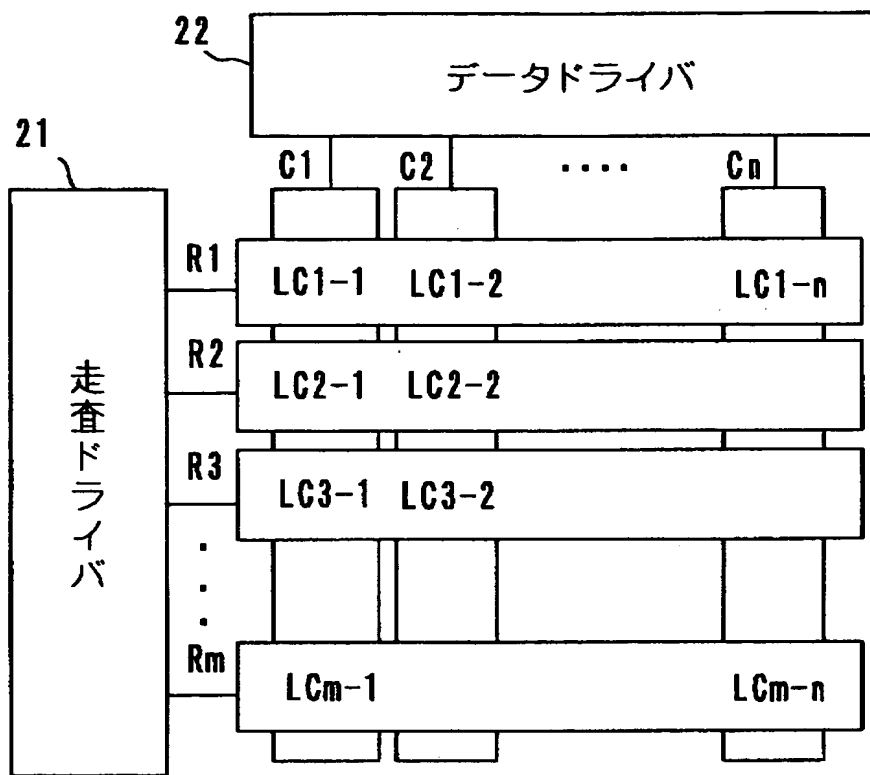 22
データドライバ
21
C1 C2 ···· Cn
R1
LC1-1 LC1-2 LC1-n
R2
LC2-1 LC2-2
走査ドライバ
R3
LC3-1 LC3-2
Rm
LCm-1 LCm-n